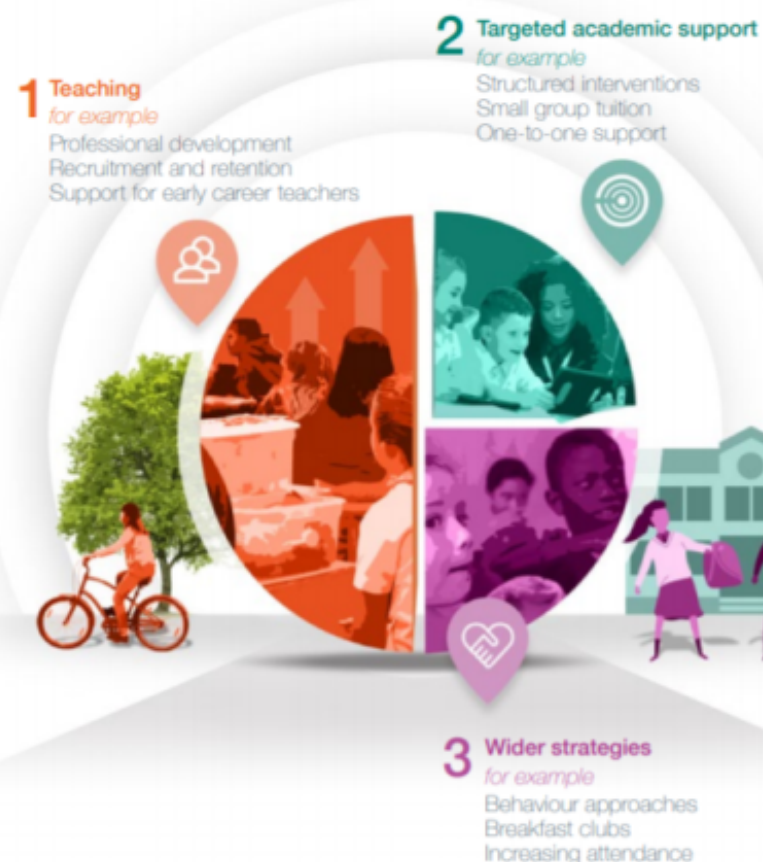 1 Teaching
for example
Professional development
Recruitment and retention
Support for early career teachers
2 Targeted academic support
for example
Structured interventions
Small group tuition
One-to-one support
3 Wider strategies
for example
Behaviour approaches
Breakfast clubs
Increasing attendance